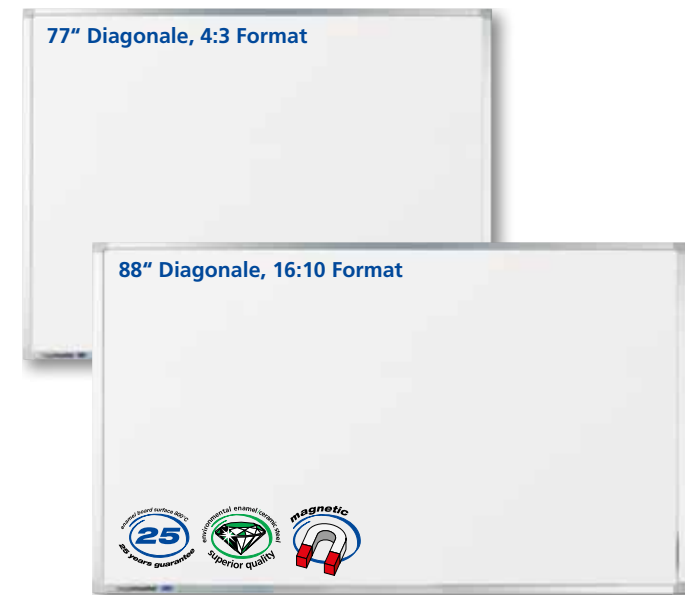 77“ Diagonale, 4:3 Format
88“ Diagonale, 16:10 Format
enamel board surface 800°C
25
25 years guarantee
environmental enamel/ceramic steel
superior quality
magnetic